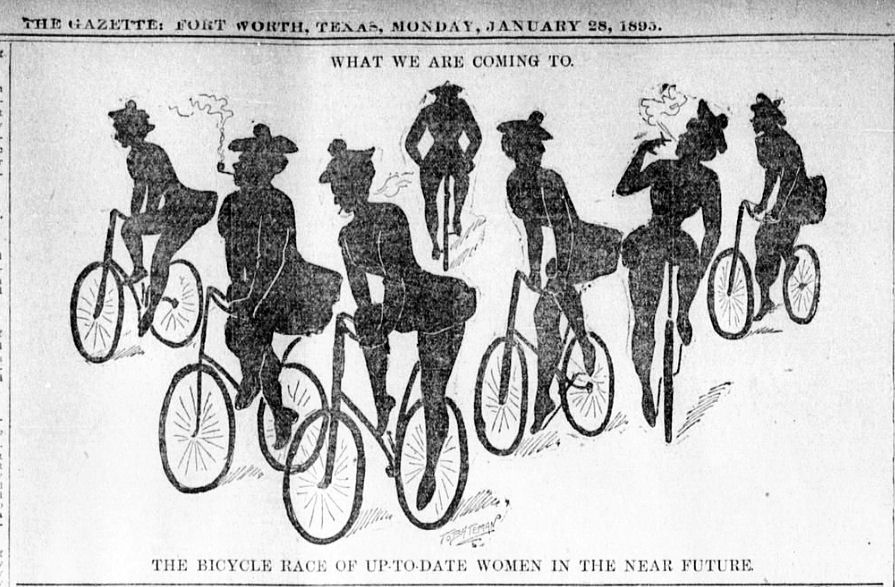 THE GAZETTE: FORT WORTH, TEXAS, MONDAY, JANUARY 28, 1895.
WHAT WE ARE COMING TO.
THE BICYCLE RACE OF UP-TO-DATE WOMEN IN THE NEAR FUTURE.